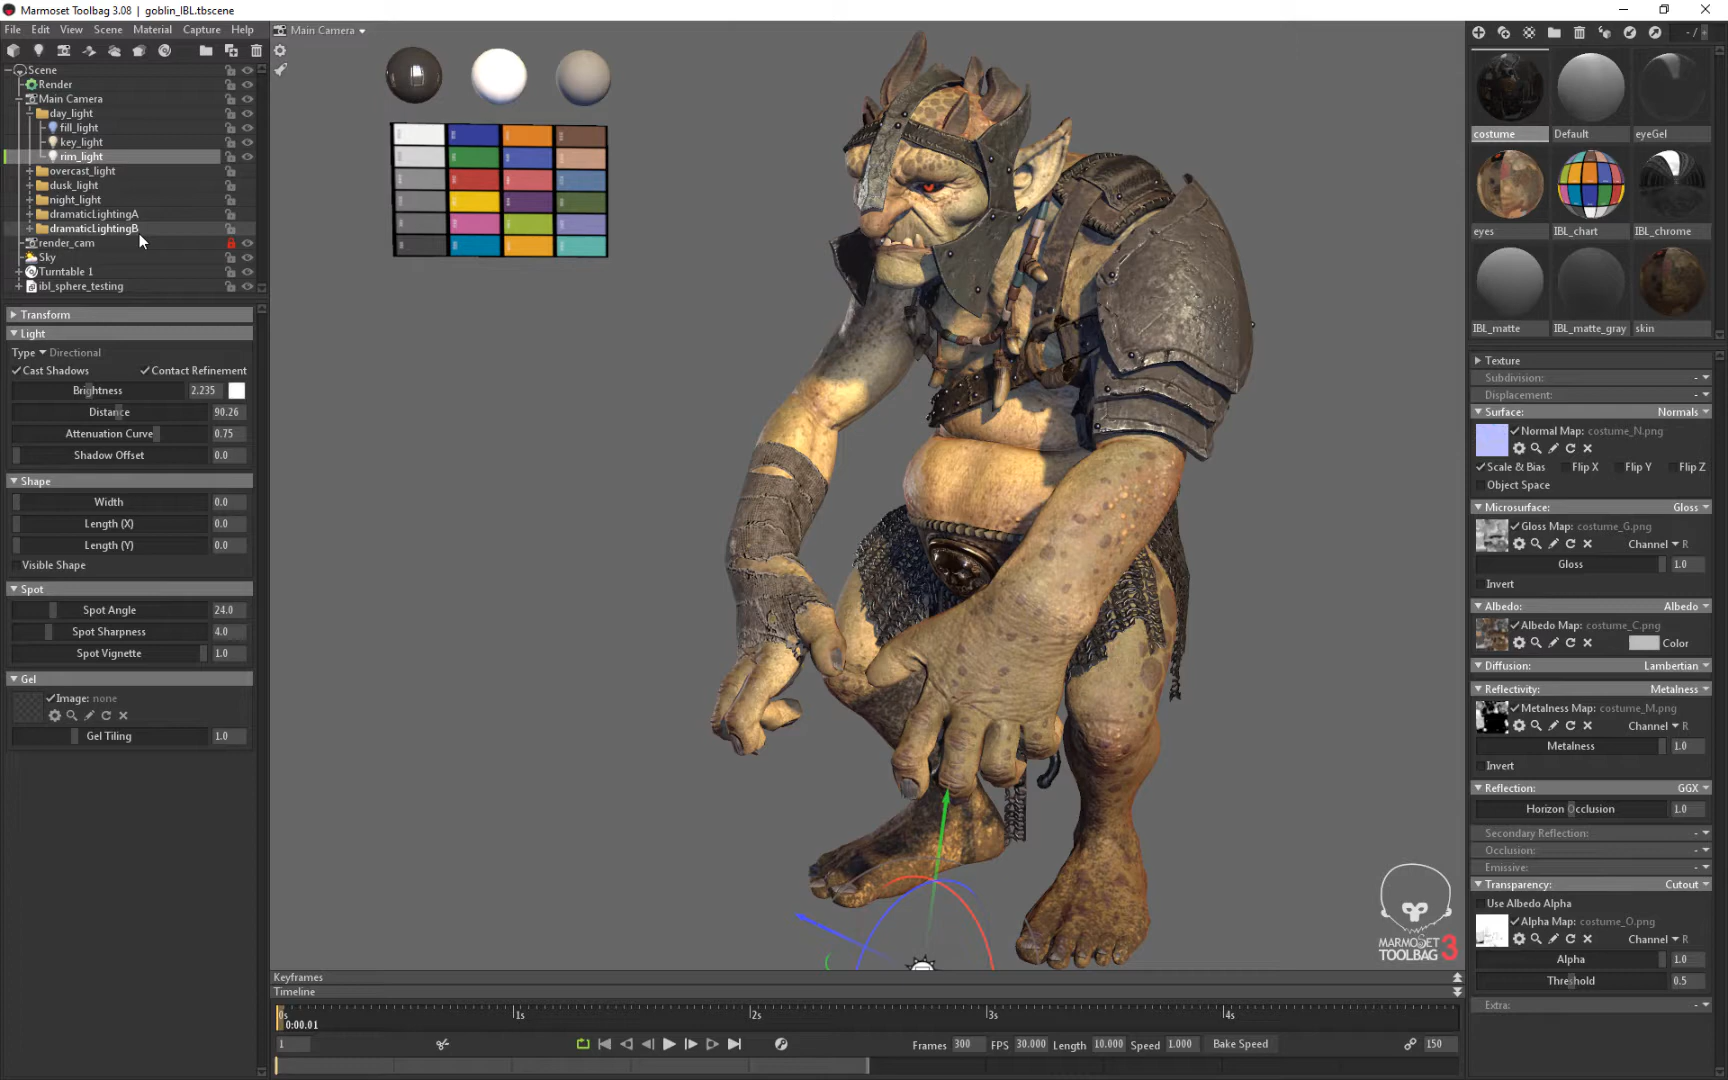 Marmoset Toolbag 3.08 | goblin_IBL.tbscene
File Edit View Scene Material Capture Help
Main Camera
Scene
Render
Main Camera
day_light
fill_light
key_light
rim_light
overcast_light
dusk_light
night_light
dramaticLightingA
dramaticLightingB
render_cam
Sky
Turntable 1
ibl_sphere_testing
Transform
Light
Type Directional
Cast Shadows Contact Refinement
Brightness 2.235
Distance 90.26
Attenuation Curve 0.75
Shadow Offset 0.0
Shape
Width 0.0
Length (X) 0.0
Length (Y) 0.0
Visible Shape
Spot
Spot Angle 24.0
Spot Sharpness 4.0
Spot Vignette 1.0
Gel
Image: none
Gel Tiling 1.0
MARMOSET
TOOLBAG 3
Keyframes
Timeline
0s 1s 2s 3s 4s
0:00.01
1 Frames 300 FPS 30.000 Length 10.000 Speed 1.000 Bake Speed 150
- /
costume Default eyeGel
eyes IBL_chart IBL_chrome
IBL_matte IBL_matte_gray skin
Texture
Subdivision: -
Displacement: -
Surface: Normals
Normal Map: costume_N.png
Scale & Bias Flip X Flip Y Flip Z
Object Space
Microsurface: Gloss
Gloss Map: costume_G.png
Channel R
Gloss 1.0
Invert
Albedo: Albedo
Albedo Map: costume_C.png
Color
Diffusion: Lambertian
Reflectivity: Metalness
Metalness Map: costume_M.png
Channel R
Metalness 1.0
Invert
Reflection: GGX
Horizon Occlusion 1.0
Secondary Reflection: -
Occlusion: -
Emissive: -
Transparency: Cutout
Use Albedo Alpha
Alpha Map: costume_O.png
Channel R
Alpha 1.0
Threshold 0.5
Extra: -